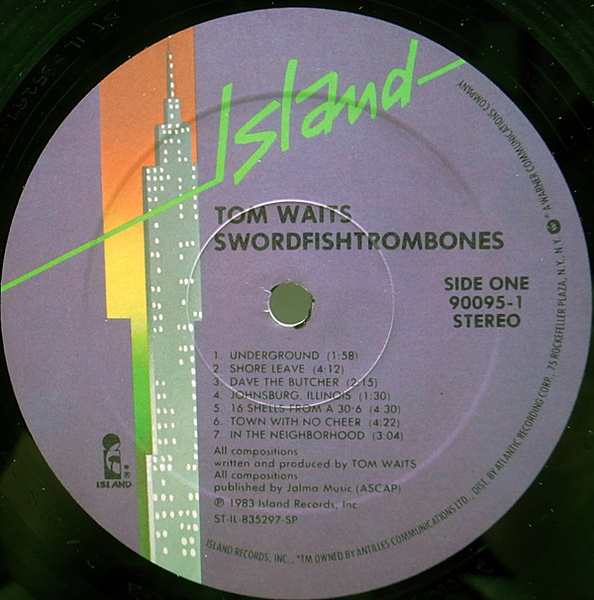 Island
TOM WAITS
SWORDFISHTROMBONES
SIDE ONE
90095-1
STEREO
1. UNDERGROUND (1:58)
2. SHORE LEAVE (4:12)
3. DAVE THE BUTCHER (2:15)
4. JOHNSBURG, ILLINOIS (1:30)
5. 16 SHELLS FROM A 30·6 (4:30)
6. TOWN WITH NO CHEER (4:22)
7. IN THE NEIGHBORHOOD (3:04)
All compositions
written and produced by TOM WAITS
All compositions
published by Jalma Music (ASCAP)
℗ 1983 Island Records, Inc
ST-IL-835297-SP
ISLAND
ISLAND RECORDS, INC., *TM OWNED BY ANTILLES COMMUNICATIONS LTD., DIST. BY ATLANTIC RECORDING CORP., 75 ROCKEFELLER PLAZA, N.Y., N.Y. A WARNER COMMUNICATIONS COMPANY